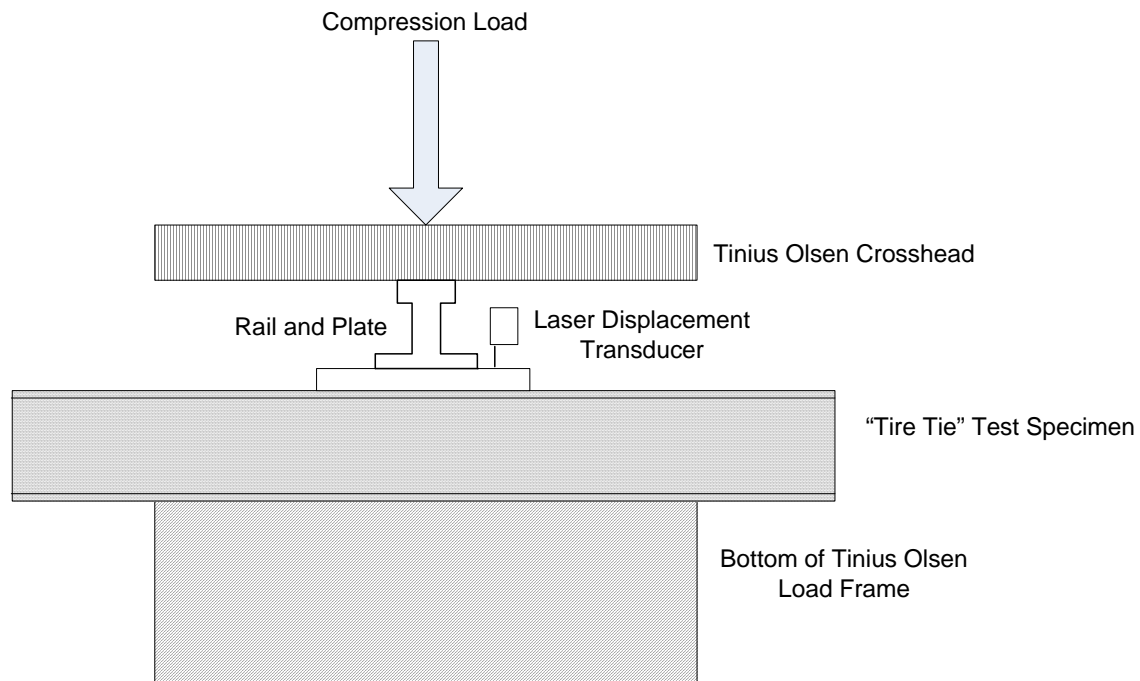 Compression Load
Tinius Olsen Crosshead
Rail and Plate
Laser Displacement
Transducer
“Tire Tie” Test Specimen
Bottom of Tinius Olsen
Load Frame